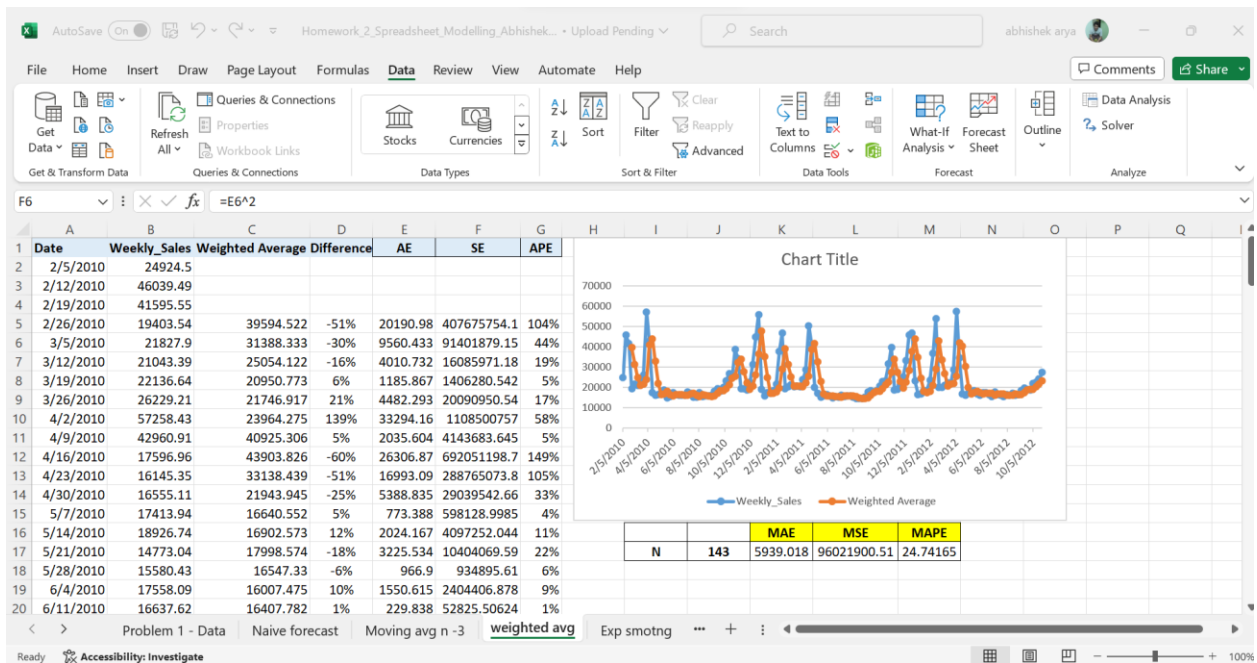 AutoSave On Homework_2_Spreadsheet_Modelling_Abhishek... • Upload Pending Search abhishek arya
File Home Insert Draw Page Layout Formulas Data Review View Automate Help Comments Share
Get Data
Refresh All
Queries & Connections
Properties
Workbook Links
Stocks
Currencies
Sort
Filter
Clear
Reapply
Advanced
Text to Columns
What-If Analysis
Forecast Sheet
Outline
Data Analysis
Solver
Get & Transform Data Queries & Connections Data Types Sort & Filter Data Tools Forecast Analyze
F6 fx =E6^2
A B C D E F G H I J K L M N O P Q
1 Date Weekly_Sales Weighted Average Difference AE SE APE
2 2/5/2010 24924.5
3 2/12/2010 46039.49
4 2/19/2010 41595.55
5 2/26/2010 19403.54 39594.522 -51% 20190.98 407675754.1 104%
6 3/5/2010 21827.9 31388.333 -30% 9560.433 91401879.15 44%
7 3/12/2010 21043.39 25054.122 -16% 4010.732 16085971.18 19%
8 3/19/2010 22136.64 20950.773 6% 1185.867 1406280.542 5%
9 3/26/2010 26229.21 21746.917 21% 4482.293 20090950.54 17%
10 4/2/2010 57258.43 23964.275 139% 33294.16 1108500757 58%
11 4/9/2010 42960.91 40925.306 5% 2035.604 4143683.645 5%
12 4/16/2010 17596.96 43903.826 -60% 26306.87 692051198.7 149%
13 4/23/2010 16145.35 33138.439 -51% 16993.09 288765073.8 105%
14 4/30/2010 16555.11 21943.945 -25% 5388.835 29039542.66 33%
15 5/7/2010 17413.94 16640.552 5% 773.388 598128.9985 4%
16 5/14/2010 18926.74 16902.573 12% 2024.167 4097252.044 11%
17 5/21/2010 14773.04 17998.574 -18% 3225.534 10404069.59 22%
18 5/28/2010 15580.43 16547.33 -6% 966.9 934895.61 6%
19 6/4/2010 17558.09 16007.475 10% 1550.615 2404406.878 9%
20 6/11/2010 16637.62 16407.782 1% 229.838 52825.50624 1%
Chart Title
70000
60000
50000
40000
30000
20000
10000
0
2/5/2010 4/5/2010 6/5/2010 8/5/2010 10/5/2010 12/5/2010 2/5/2011 4/5/2011 6/5/2011 8/5/2011 10/5/2011 12/5/2011 2/5/2012 4/5/2012 6/5/2012 8/5/2012 10/5/2012
Weekly_Sales Weighted Average
MAE MSE MAPE
N 143 5939.018 96021900.51 24.74165
Problem 1 - Data Naive forecast Moving avg n -3 weighted avg Exp smotng ...
Ready Accessibility: Investigate 100%